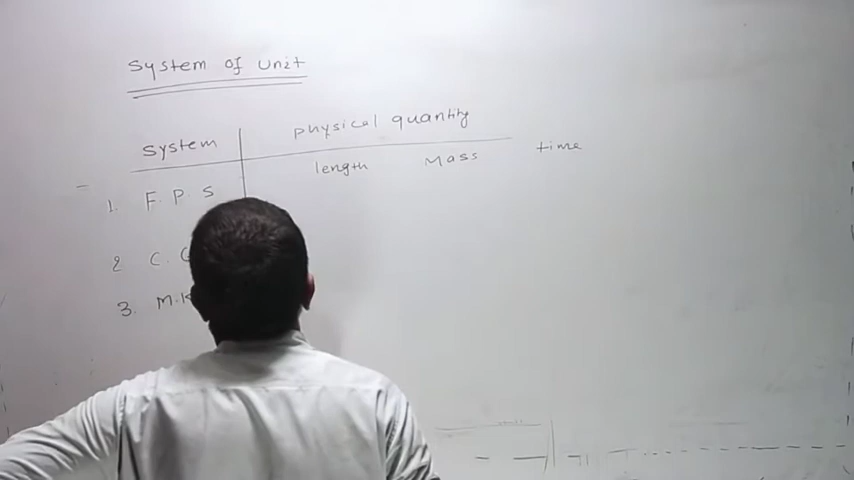 System of unit
System physical quantity
length Mass time
1. F. P. S
2 C.
3. M.